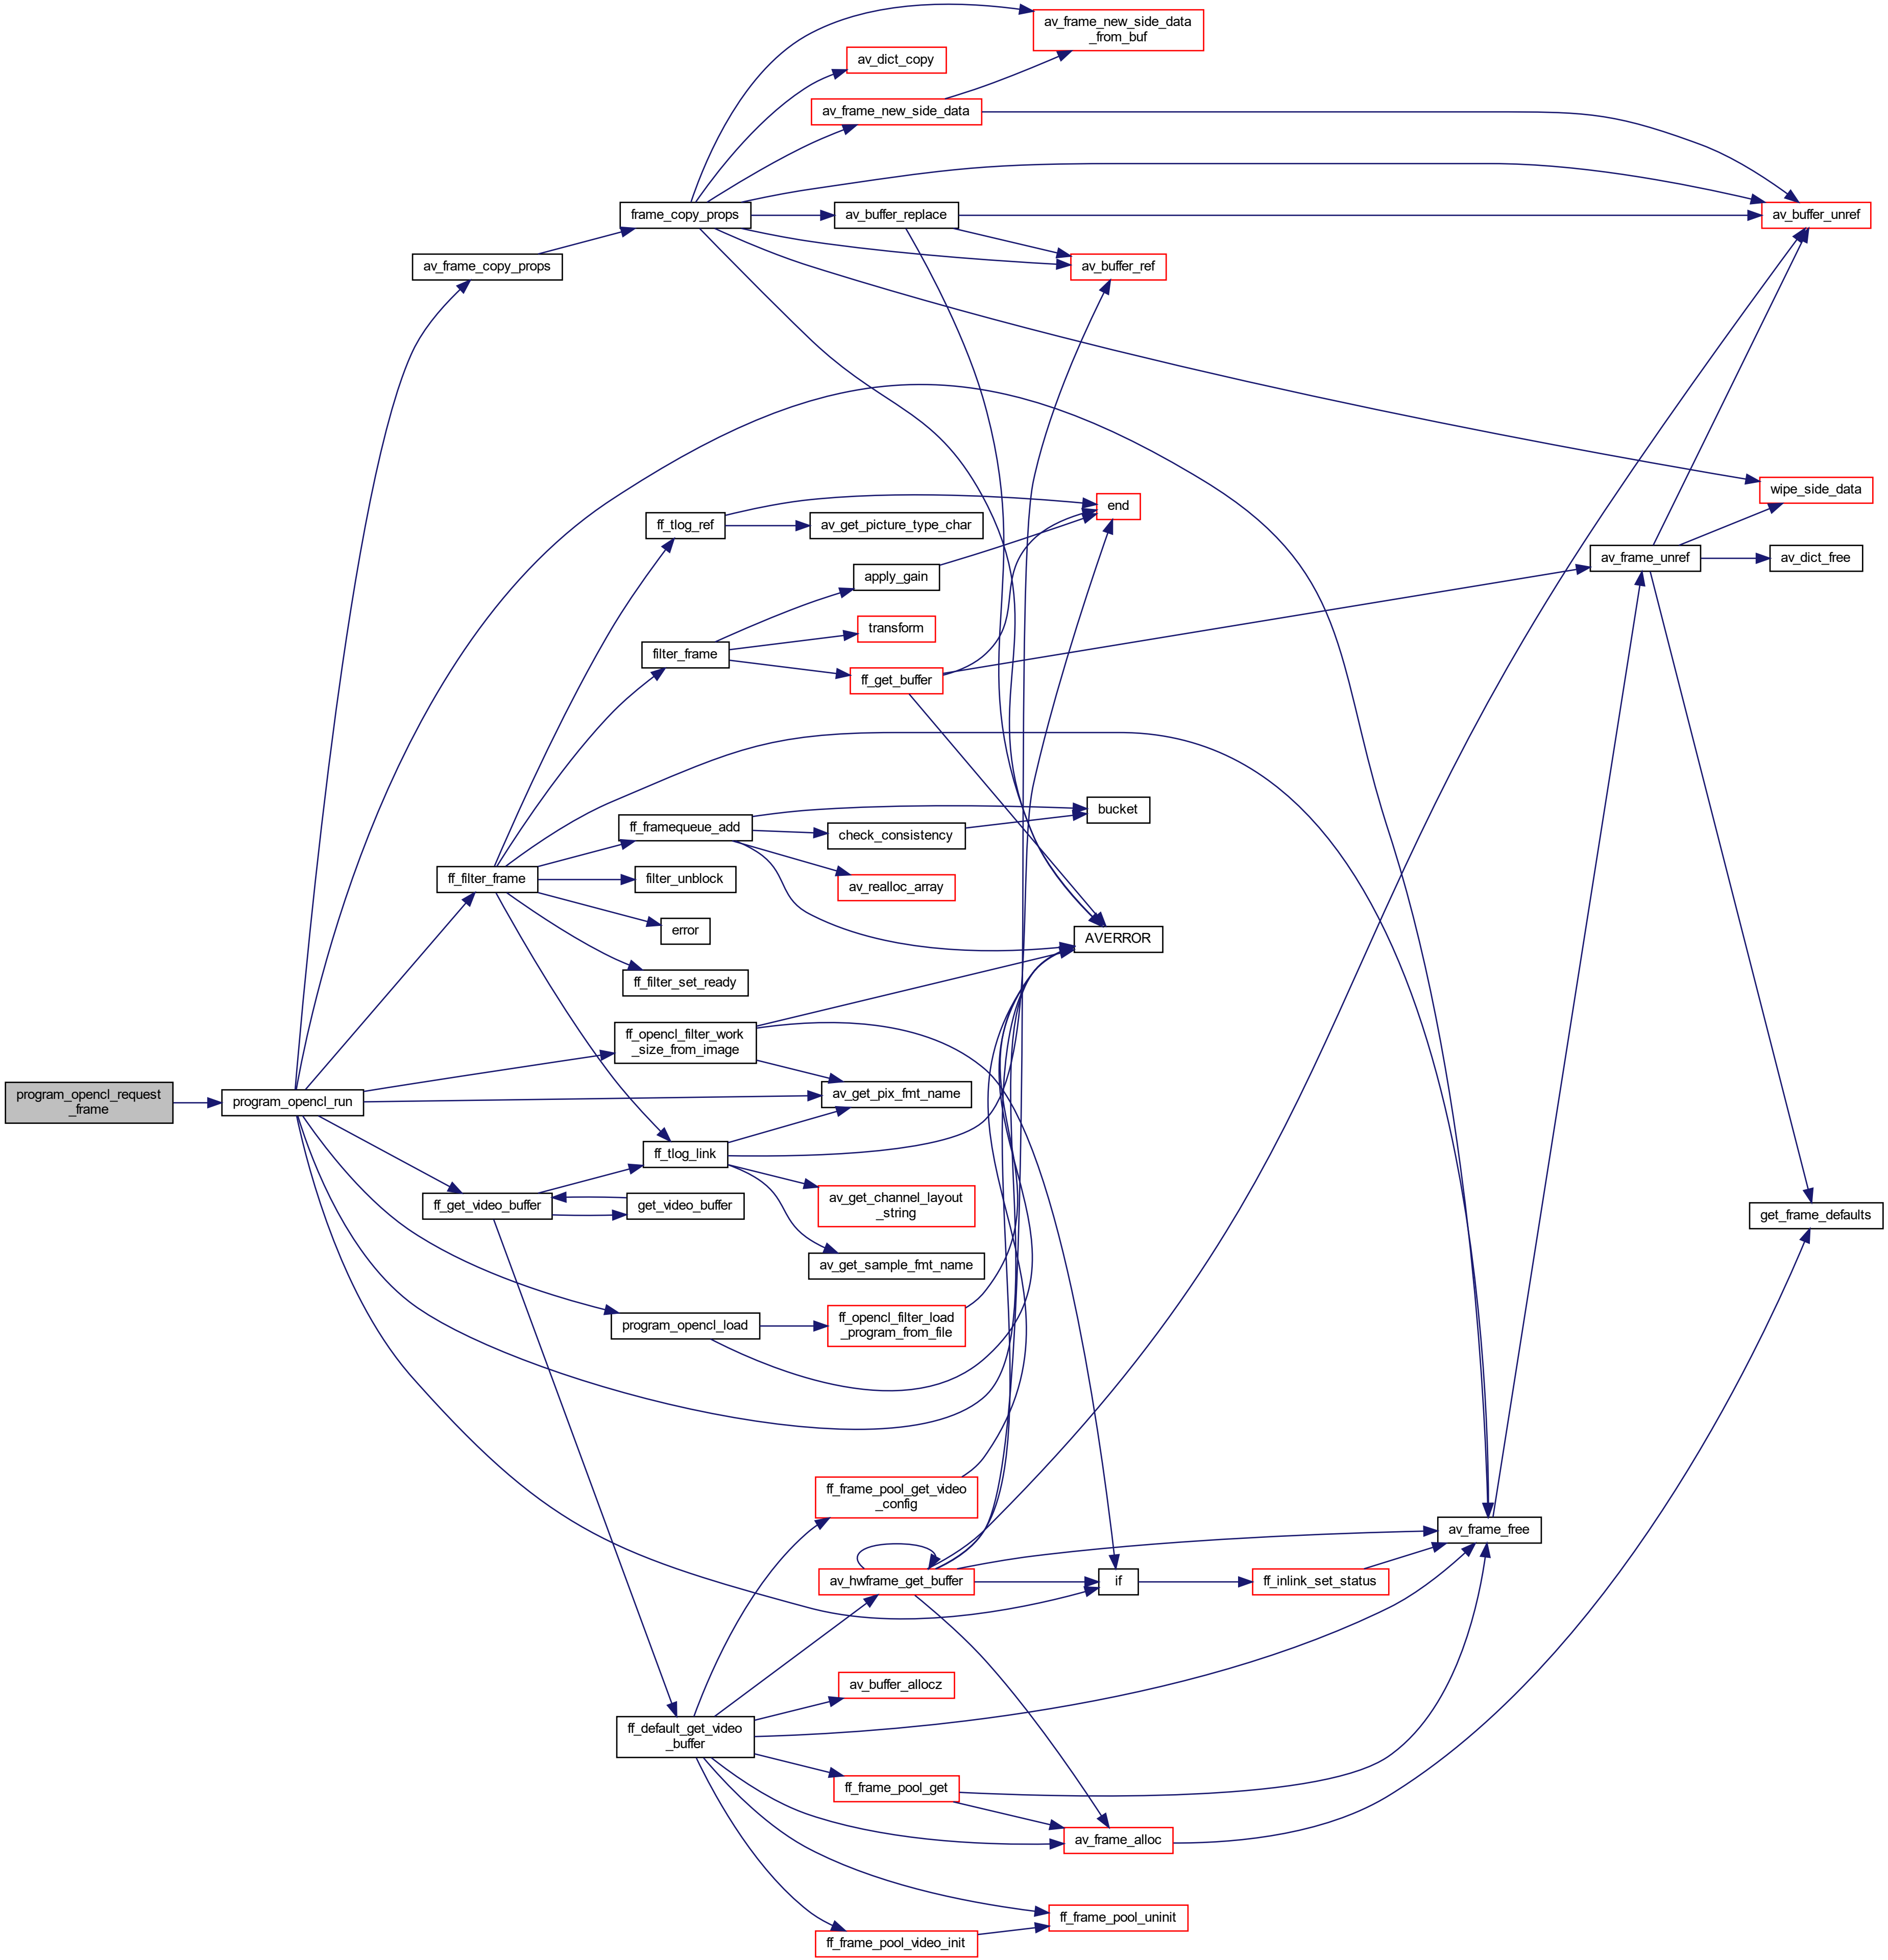 av_frame_new_side_data
_from_buf
av_dict_copy
av_frame_new_side_data
frame_copy_props
av_buffer_replace
av_buffer_unref
av_frame_copy_props
av_buffer_ref
wipe_side_data
end
ff_tlog_ref
av_get_picture_type_char
av_frame_unref
av_dict_free
apply_gain
transform
filter_frame
ff_get_buffer
bucket
ff_framequeue_add
check_consistency
ff_filter_frame
filter_unblock
av_realloc_array
error
AVERROR
ff_filter_set_ready
ff_opencl_filter_work
_size_from_image
program_opencl_request
_frame
program_opencl_run
av_get_pix_fmt_name
ff_tlog_link
av_get_channel_layout
_string
ff_get_video_buffer
get_video_buffer
get_frame_defaults
av_get_sample_fmt_name
program_opencl_load
ff_opencl_filter_load
_program_from_file
ff_frame_pool_get_video
_config
av_frame_free
av_hwframe_get_buffer
if
ff_inlink_set_status
av_buffer_allocz
ff_default_get_video
_buffer
ff_frame_pool_get
av_frame_alloc
ff_frame_pool_uninit
ff_frame_pool_video_init